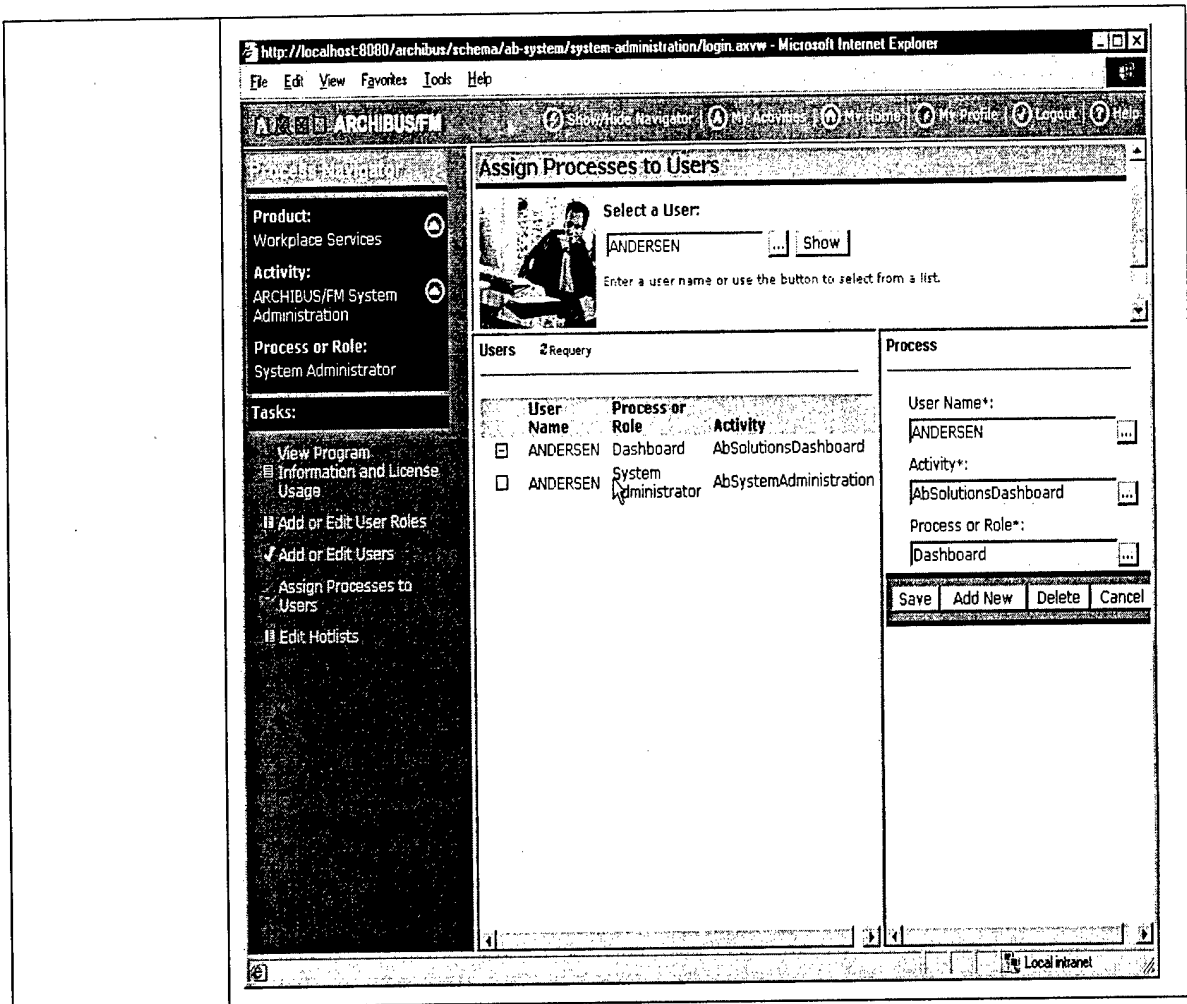 http://localhost:8080/archibus/schema/ab-system/system-administration/login.axvw - Microsoft Internet Explorer
File Edit View Favorites Tools Help
ARCHIBUS/FM Show/Hide Navigator | My Activities | My Home | My Profile | Logout | Help
Process Navigator
Product:
Workplace Services
Activity:
ARCHIBUS/FM System
Administration
Process or Role:
System Administrator
Tasks:
View Program
Information and License
Usage
Add or Edit User Roles
Add or Edit Users
Assign Processes to
Users
Edit Hotlists
Assign Processes to Users
Select a User:
ANDERSEN ... Show
Enter a user name or use the button to select from a list.
Users Requery
User Name Process or Role Activity
ANDERSEN Dashboard AbSolutionsDashboard
ANDERSEN System Administrator AbSystemAdministration
Process
User Name*:
ANDERSEN ...
Activity*:
AbSolutionsDashboard ...
Process or Role*:
Dashboard ...
Save Add New Delete Cancel
Local intranet